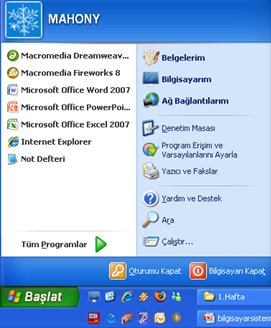 MAHONY
Macromedia Dreamweav...
Macromedia Fireworks 8
Microsoft Office Word 2007
Microsoft Office PowerPoi...
Microsoft Office Excel 2007
Internet Explorer
Not Defteri
Tüm Programlar
Belgelerim
Bilgisayarım
Ağ Bağlantılarım
Denetim Masası
Program Erişim ve
Varsayılanlarını Ayarla
Yazıcı ve Fakslar
Yardım ve Destek
Ara
Çalıştır...
Oturumu Kapat
Bilgisayarı Kapat
Başlat
1.Hafta
bilgisayarsistem